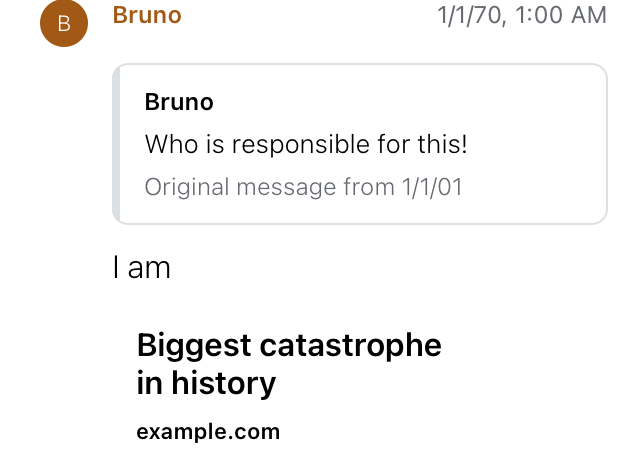 B
Bruno
1/1/70, 1:00 AM
Bruno
Who is responsible for this!
Original message from 1/1/01
I am
Biggest catastrophe
in history
example.com